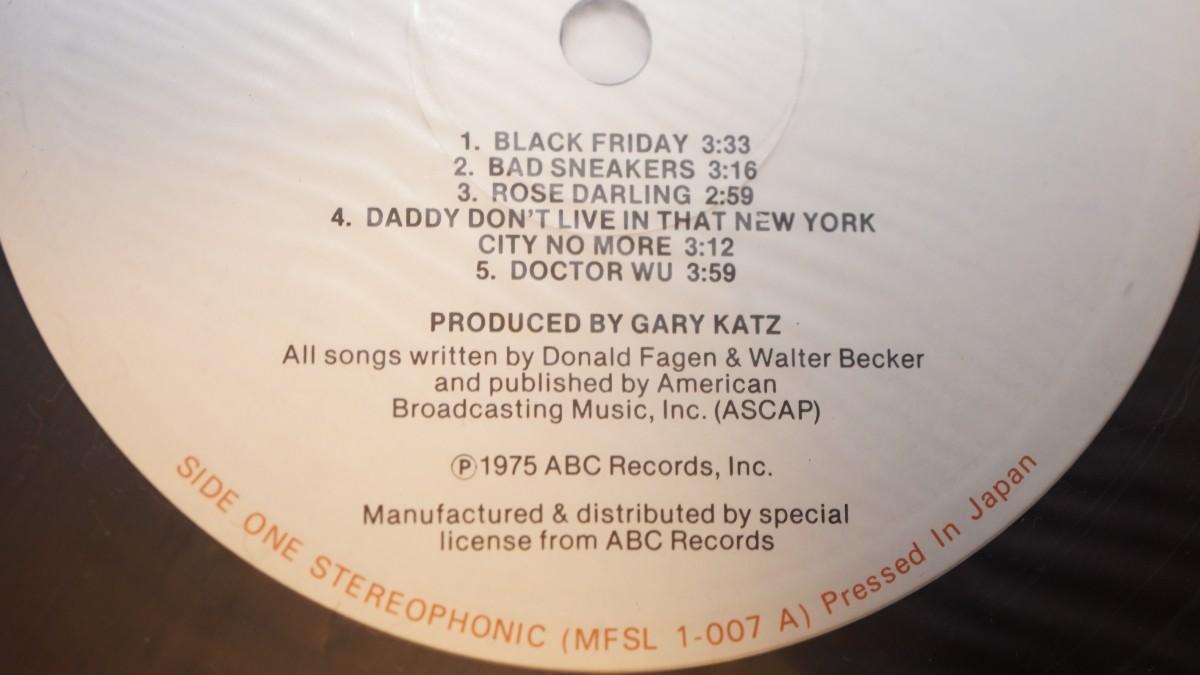 1. BLACK FRIDAY 3:33
2. BAD SNEAKERS 3:16
3. ROSE DARLING 2:59
4. DADDY DON'T LIVE IN THAT NEW YORK
CITY NO MORE 3:12
5. DOCTOR WU 3:59
PRODUCED BY GARY KATZ
All songs written by Donald Fagen & Walter Becker
and published by American
Broadcasting Music, Inc. (ASCAP)
Ⓟ1975 ABC Records, Inc.
Manufactured & distributed by special
license from ABC Records
SIDE ONE STEREOPHONIC (MFSL 1-007 A) Pressed In Japan